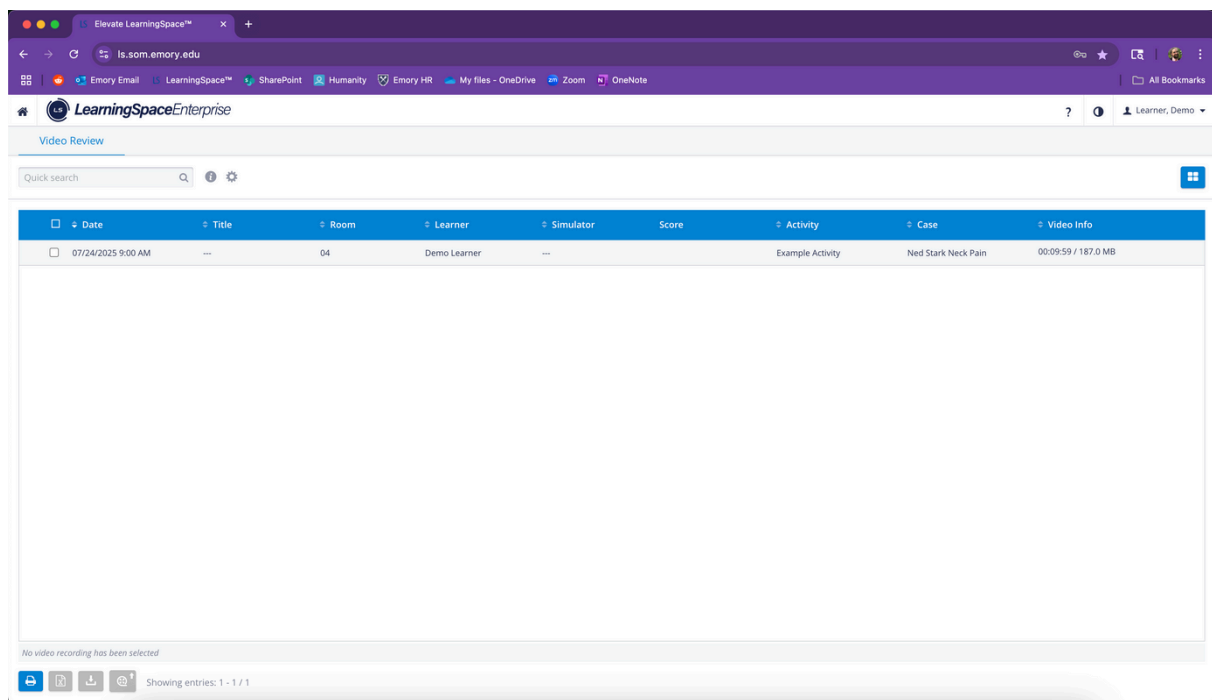 Elevate LearningSpace™
ls.som.emory.edu
Emory Email LearningSpace™ SharePoint Humanity Emory HR My files - OneDrive Zoom OneNote All Bookmarks
LS LearningSpaceEnterprise ? Learner, Demo
Video Review
Quick search
Date Title Room Learner Simulator Score Activity Case Video Info
07/24/2025 9:00 AM --- 04 Demo Learner --- Example Activity Ned Stark Neck Pain 00:09:59 / 187.0 MB
No video recording has been selected
Showing entries: 1 - 1 / 1